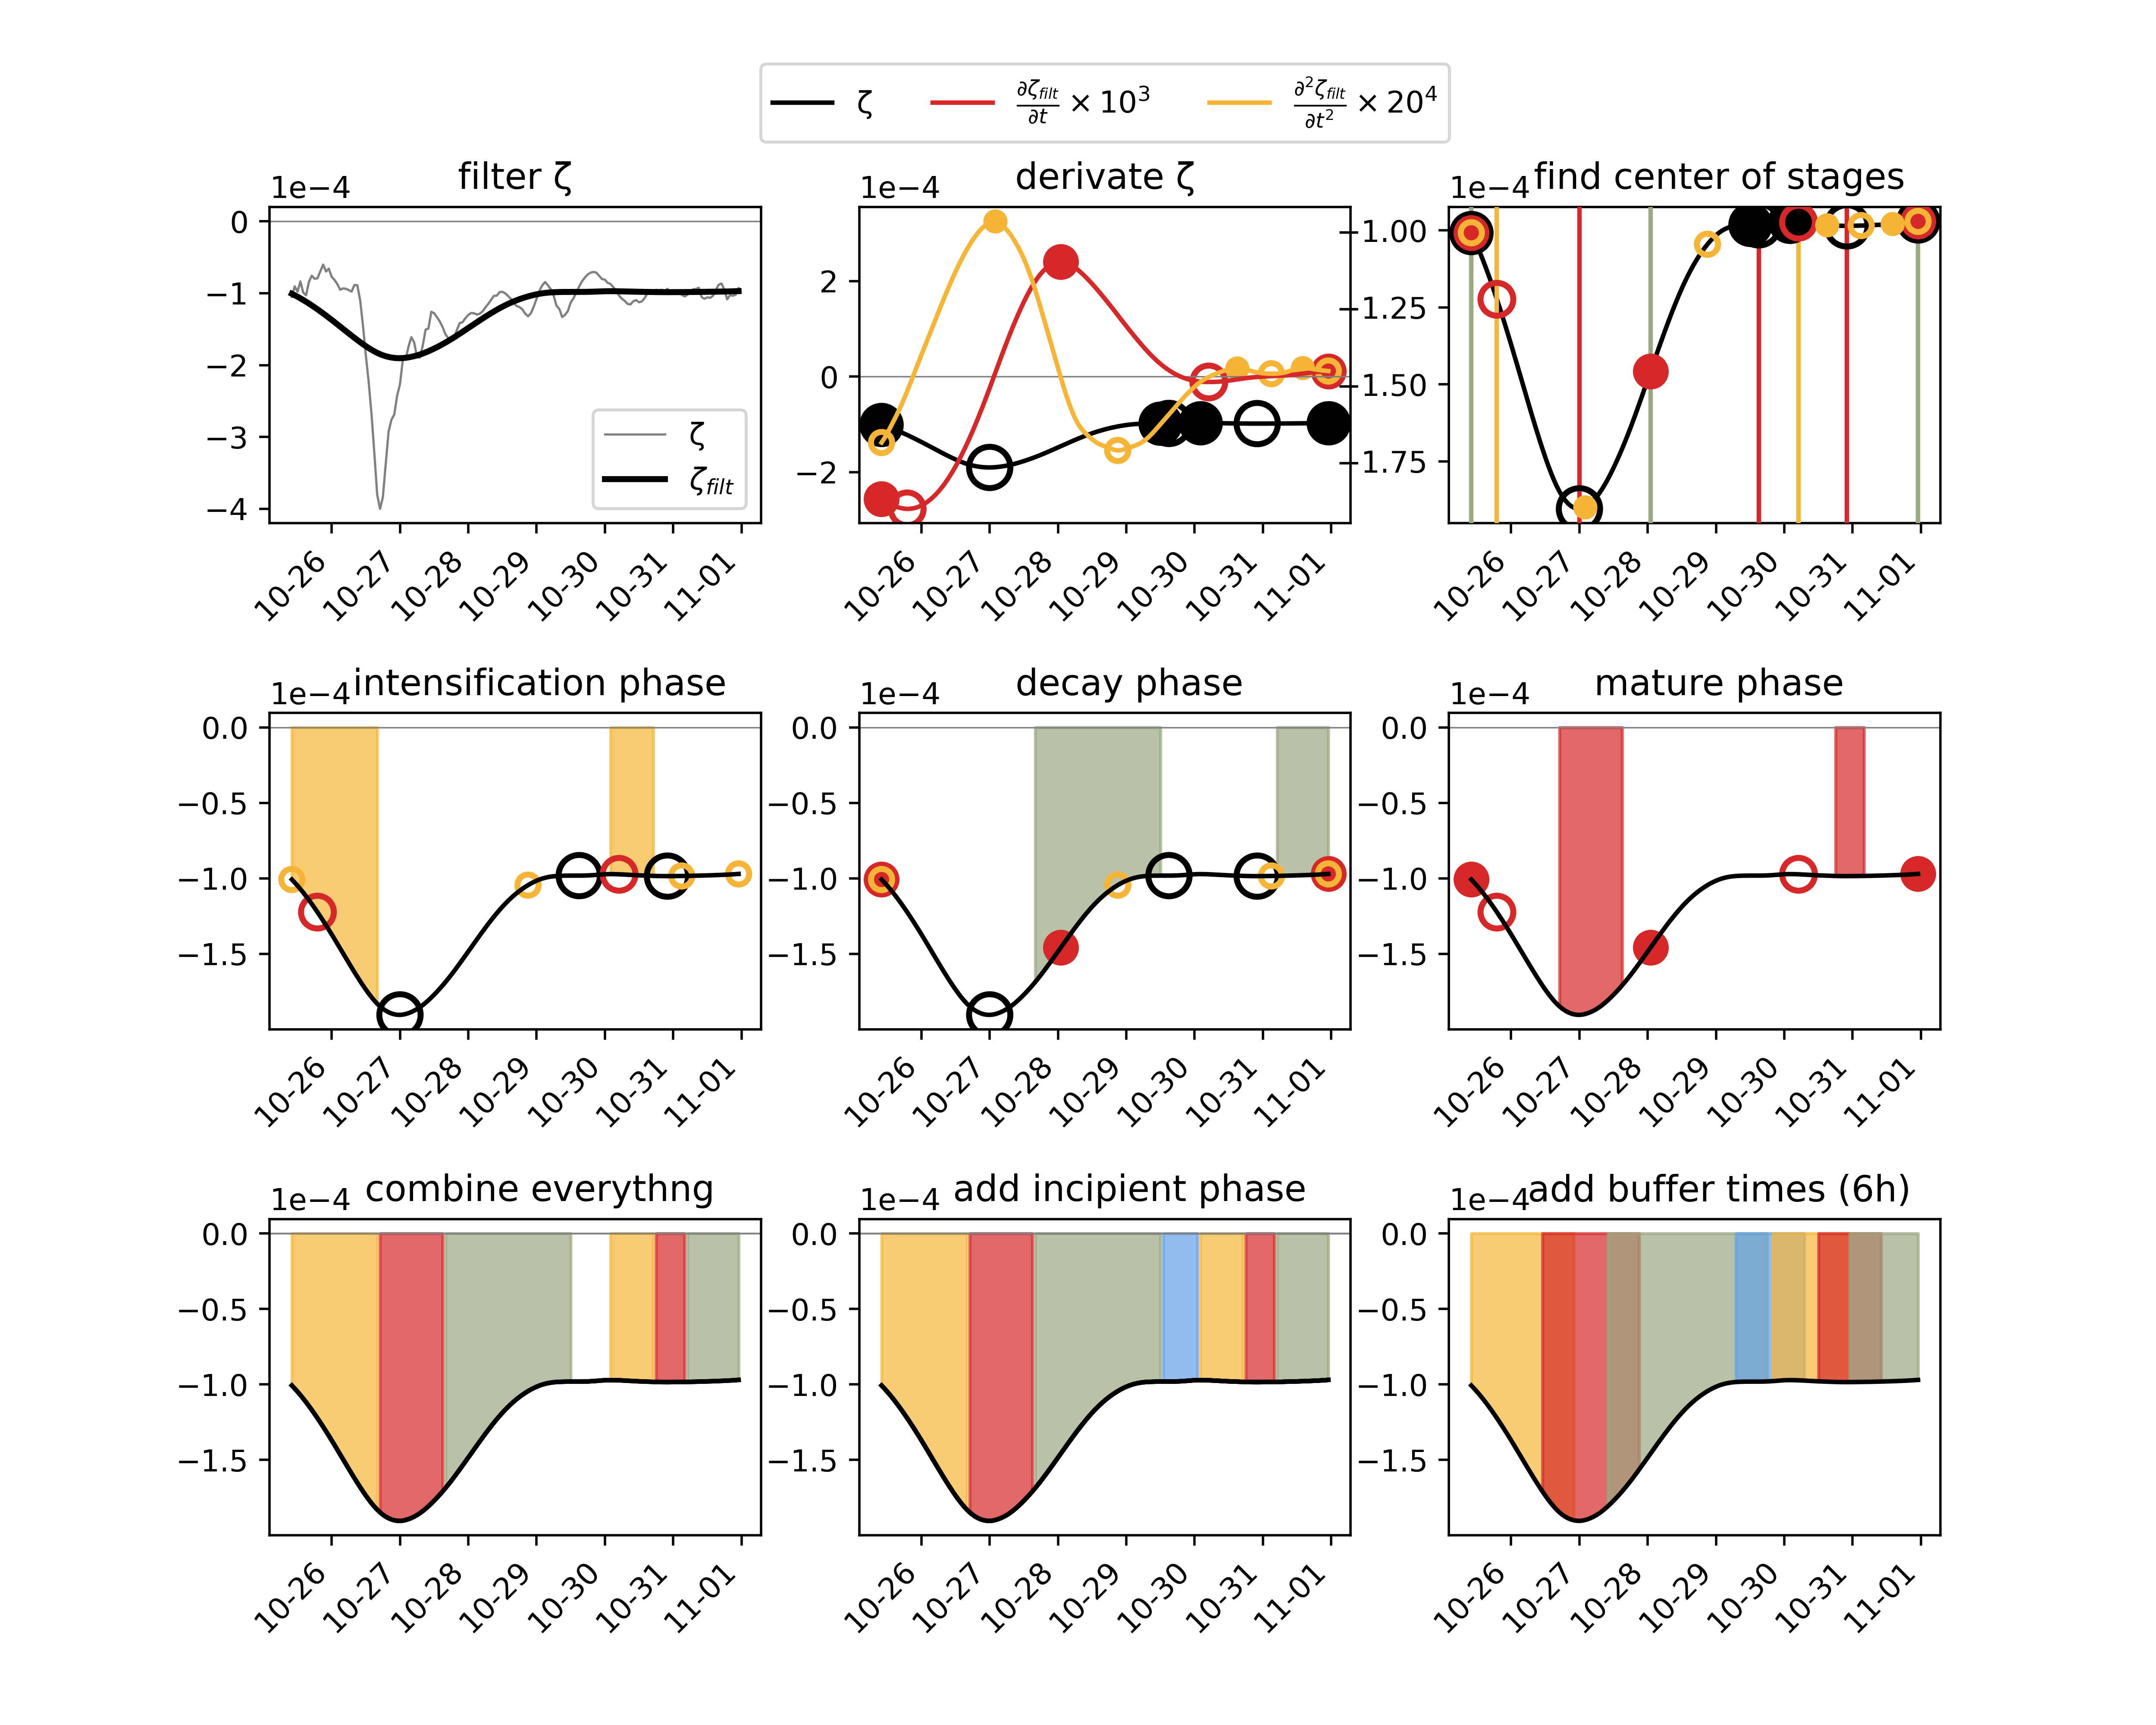 ζ   ∂ζfilt/∂t × 10³   ∂²ζfilt/∂t² × 20⁴
filter ζ
1e−4
0
−1
−2
−3
−4
ζ
ζfilt
10-26 10-27 10-28 10-29 10-30 10-31 11-01
derivate ζ
1e−4
2
0
−2
10-26 10-27 10-28 10-29 10-30 10-31 11-01
find center of stages
1e−4
−1.00
−1.25
−1.50
−1.75
10-26 10-27 10-28 10-29 10-30 10-31 11-01
intensification phase
1e−4
0.0
−0.5
−1.0
−1.5
10-26 10-27 10-28 10-29 10-30 10-31 11-01
decay phase
1e−4
0.0
−0.5
−1.0
−1.5
10-26 10-27 10-28 10-29 10-30 10-31 11-01
mature phase
1e−4
0.0
−0.5
−1.0
−1.5
10-26 10-27 10-28 10-29 10-30 10-31 11-01
combine everythng
1e−4
0.0
−0.5
−1.0
−1.5
10-26 10-27 10-28 10-29 10-30 10-31 11-01
add incipient phase
1e−4
0.0
−0.5
−1.0
−1.5
10-26 10-27 10-28 10-29 10-30 10-31 11-01
add buffer times (6h)
1e−4
0.0
−0.5
−1.0
−1.5
10-26 10-27 10-28 10-29 10-30 10-31 11-01